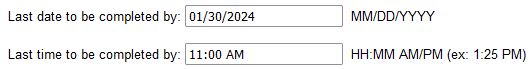 Last date to be completed by: 01/30/2024 MM/DD/YYYY
Last time to be completed by: 11:00 AM HH:MM AM/PM (ex: 1:25 PM)